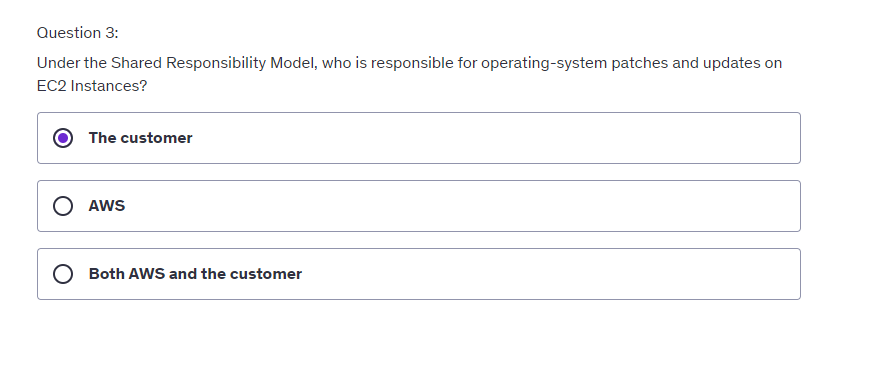 Question 3:
Under the Shared Responsibility Model, who is responsible for operating-system patches and updates on
EC2 Instances?
The customer
AWS
Both AWS and the customer